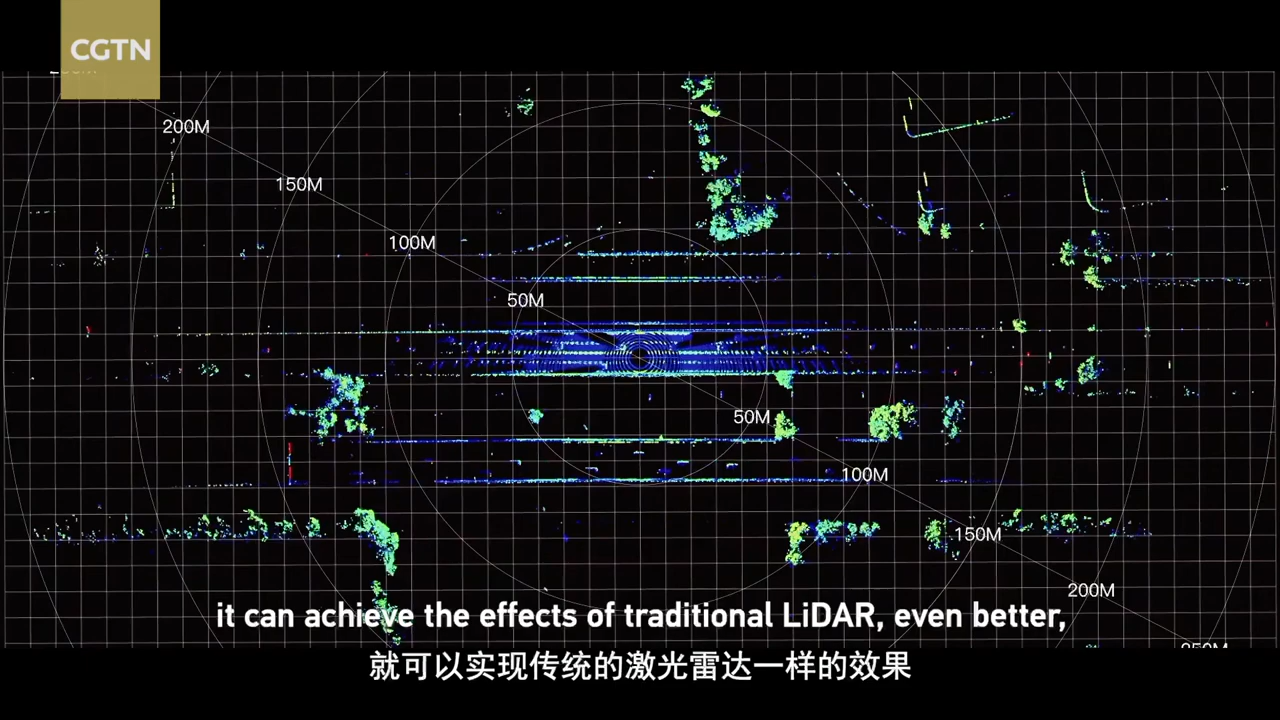 CGTN
200M
150M
100M
50M
50M
100M
150M
200M
it can achieve the effects of traditional LiDAR, even better,
就可以实现传统的激光雷达一样的效果